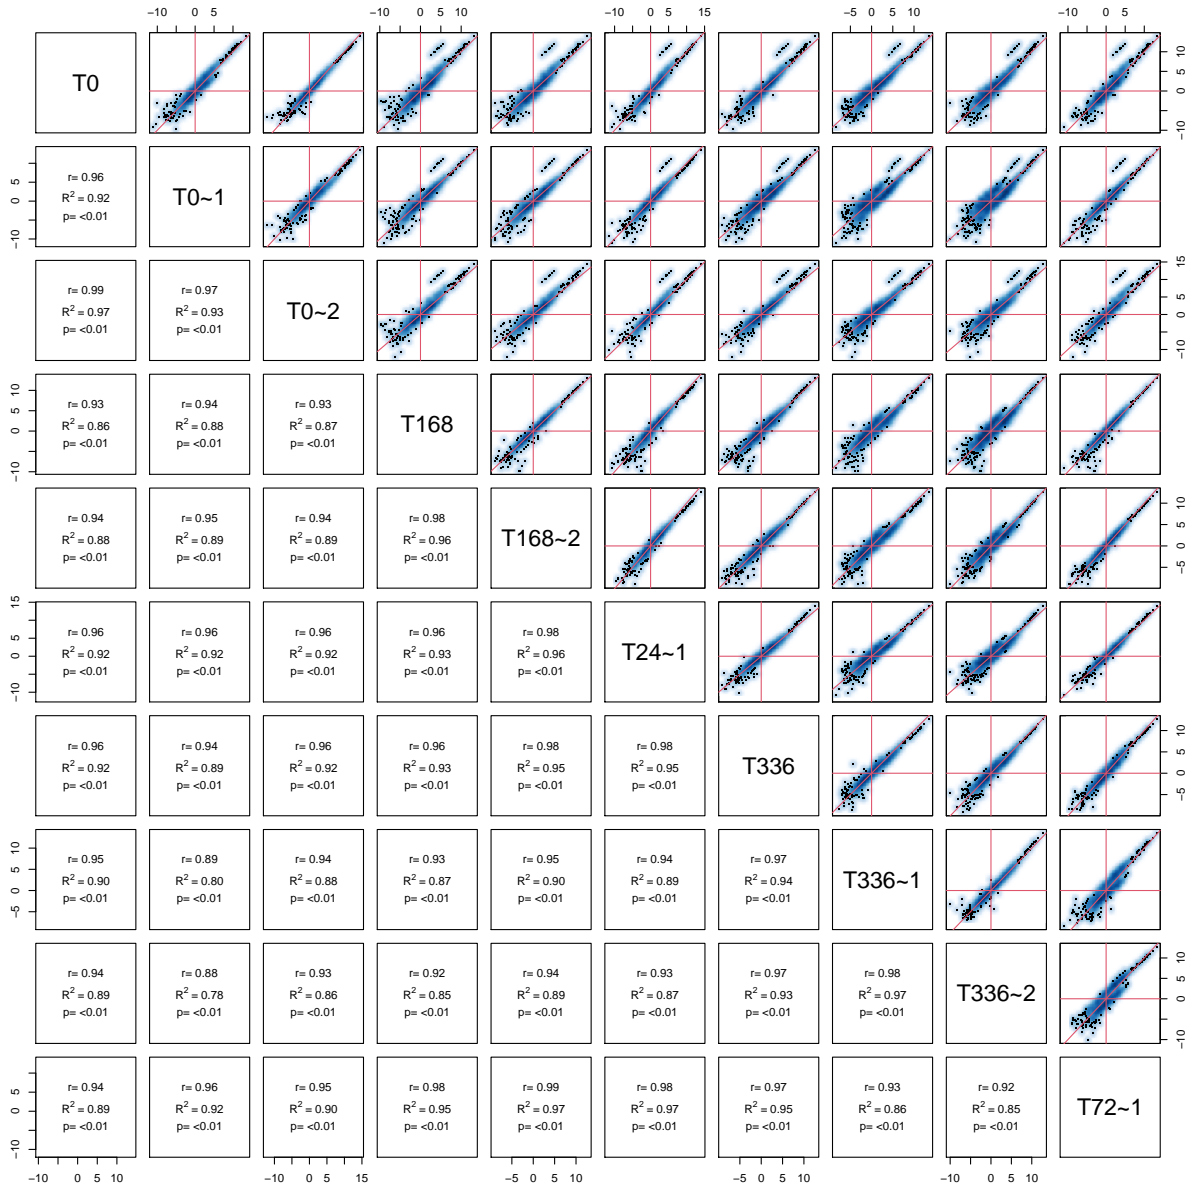 −10 0 5 −10 0 5 10 −10 0 5 15 −5 0 5 10 −10 0 5
T0 −10 0 5 10
−10 0 5 r= 0.96 T0~1
R2 = 0.92
p= <0.01
r= 0.99 r= 0.97 T0~2 −10 0 5 15
R2 = 0.97 R2 = 0.93
p= <0.01 p= <0.01
−10 0 5 10 r= 0.93 r= 0.94 r= 0.93 T168
R2 = 0.86 R2 = 0.88 R2 = 0.87
p= <0.01 p= <0.01 p= <0.01
r= 0.94 r= 0.95 r= 0.94 r= 0.98 T168~2 −5 0 5 10
R2 = 0.88 R2 = 0.89 R2 = 0.89 R2 = 0.96
p= <0.01 p= <0.01 p= <0.01 p= <0.01
−10 0 5 15 r= 0.96 r= 0.96 r= 0.96 r= 0.96 r= 0.98 T24~1
R2 = 0.92 R2 = 0.92 R2 = 0.92 R2 = 0.93 R2 = 0.96
p= <0.01 p= <0.01 p= <0.01 p= <0.01 p= <0.01
r= 0.96 r= 0.94 r= 0.96 r= 0.96 r= 0.98 r= 0.98 T336 −5 0 5 10
R2 = 0.92 R2 = 0.89 R2 = 0.92 R2 = 0.93 R2 = 0.95 R2 = 0.95
p= <0.01 p= <0.01 p= <0.01 p= <0.01 p= <0.01 p= <0.01
−5 0 5 10 r= 0.95 r= 0.89 r= 0.94 r= 0.93 r= 0.95 r= 0.94 r= 0.97 T336~1
R2 = 0.90 R2 = 0.80 R2 = 0.88 R2 = 0.87 R2 = 0.90 R2 = 0.89 R2 = 0.94
p= <0.01 p= <0.01 p= <0.01 p= <0.01 p= <0.01 p= <0.01 p= <0.01
r= 0.94 r= 0.88 r= 0.93 r= 0.92 r= 0.94 r= 0.93 r= 0.97 r= 0.98 T336~2 −10 0 5 10
R2 = 0.89 R2 = 0.78 R2 = 0.86 R2 = 0.85 R2 = 0.89 R2 = 0.87 R2 = 0.93 R2 = 0.97
p= <0.01 p= <0.01 p= <0.01 p= <0.01 p= <0.01 p= <0.01 p= <0.01 p= <0.01
−10 0 5 r= 0.94 r= 0.96 r= 0.95 r= 0.98 r= 0.99 r= 0.98 r= 0.97 r= 0.93 r= 0.92 T72~1
R2 = 0.89 R2 = 0.92 R2 = 0.90 R2 = 0.95 R2 = 0.97 R2 = 0.97 R2 = 0.95 R2 = 0.86 R2 = 0.85
p= <0.01 p= <0.01 p= <0.01 p= <0.01 p= <0.01 p= <0.01 p= <0.01 p= <0.01 p= <0.01
−10 0 5 10 −10 0 5 15 −5 0 5 10 −5 0 5 10 −10 0 5 10